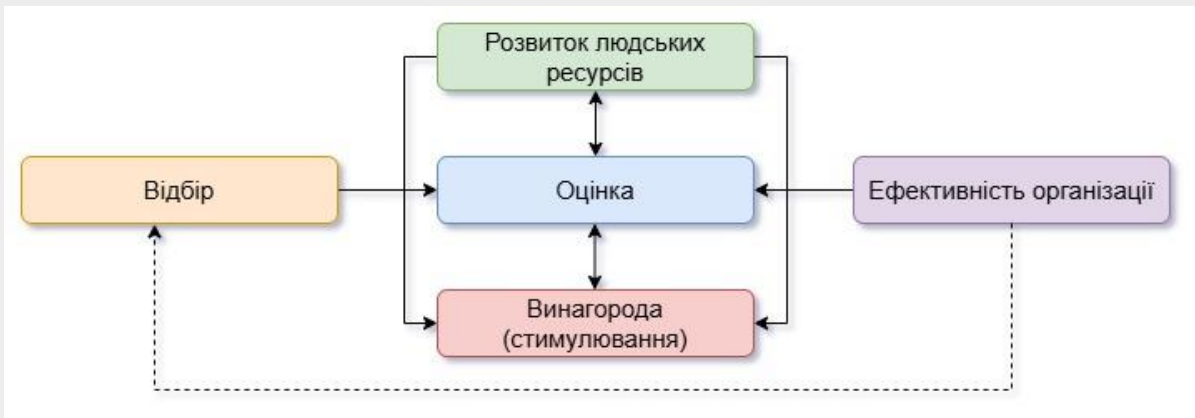 Розвиток людських
ресурсів
Відбір
Оцінка
Ефективність організації
Винагорода
(стимулювання)